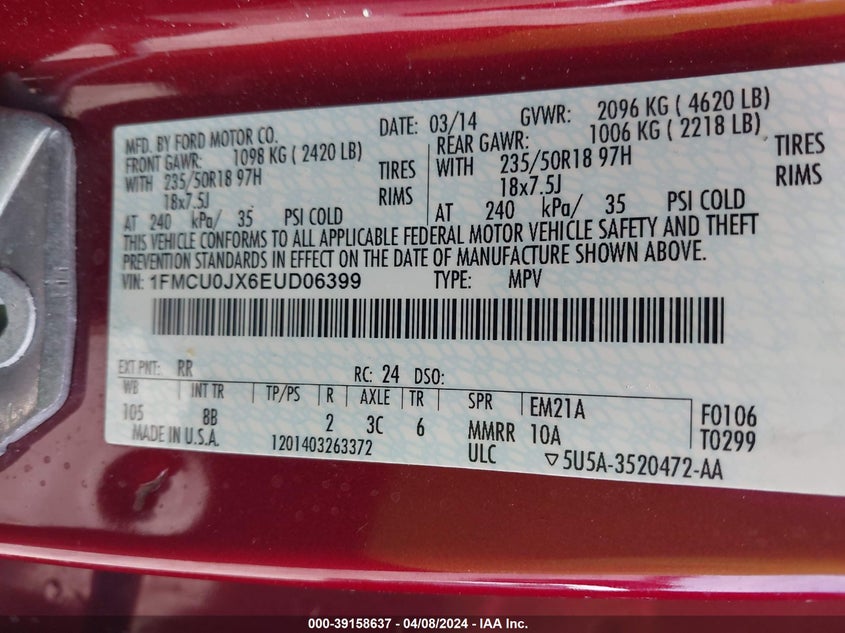 MFD. BY FORD MOTOR CO. DATE: 03/14 GVWR: 2096 KG ( 4620 LB)
FRONT GAWR: 1098 KG ( 2420 LB) REAR GAWR: 1006 KG ( 2218 LB)
WITH 235/50R18 97H TIRES WITH 235/50R18 97H TIRES
18x7.5J RIMS 18x7.5J RIMS
AT 240 kPa/ 35 PSI COLD AT 240 kPa/ 35 PSI COLD
THIS VEHICLE CONFORMS TO ALL APPLICABLE FEDERAL MOTOR VEHICLE SAFETY AND THEFT
PREVENTION STANDARDS IN EFFECT ON THE DATE OF MANUFACTURE SHOWN ABOVE.
VIN: 1FMCU0JX6EUD06399 TYPE: MPV
EXT PNT: RR RC: 24 DSO:
WB INT TR TP/PS R AXLE TR SPR EM21A F0106
105 8B 2 3C 6 MMRR 10A T0299
MADE IN U.S.A. 1201403263372 ULC ▽5U5A-3520472-AA
000-39158637 - 04/08/2024 - IAA Inc.